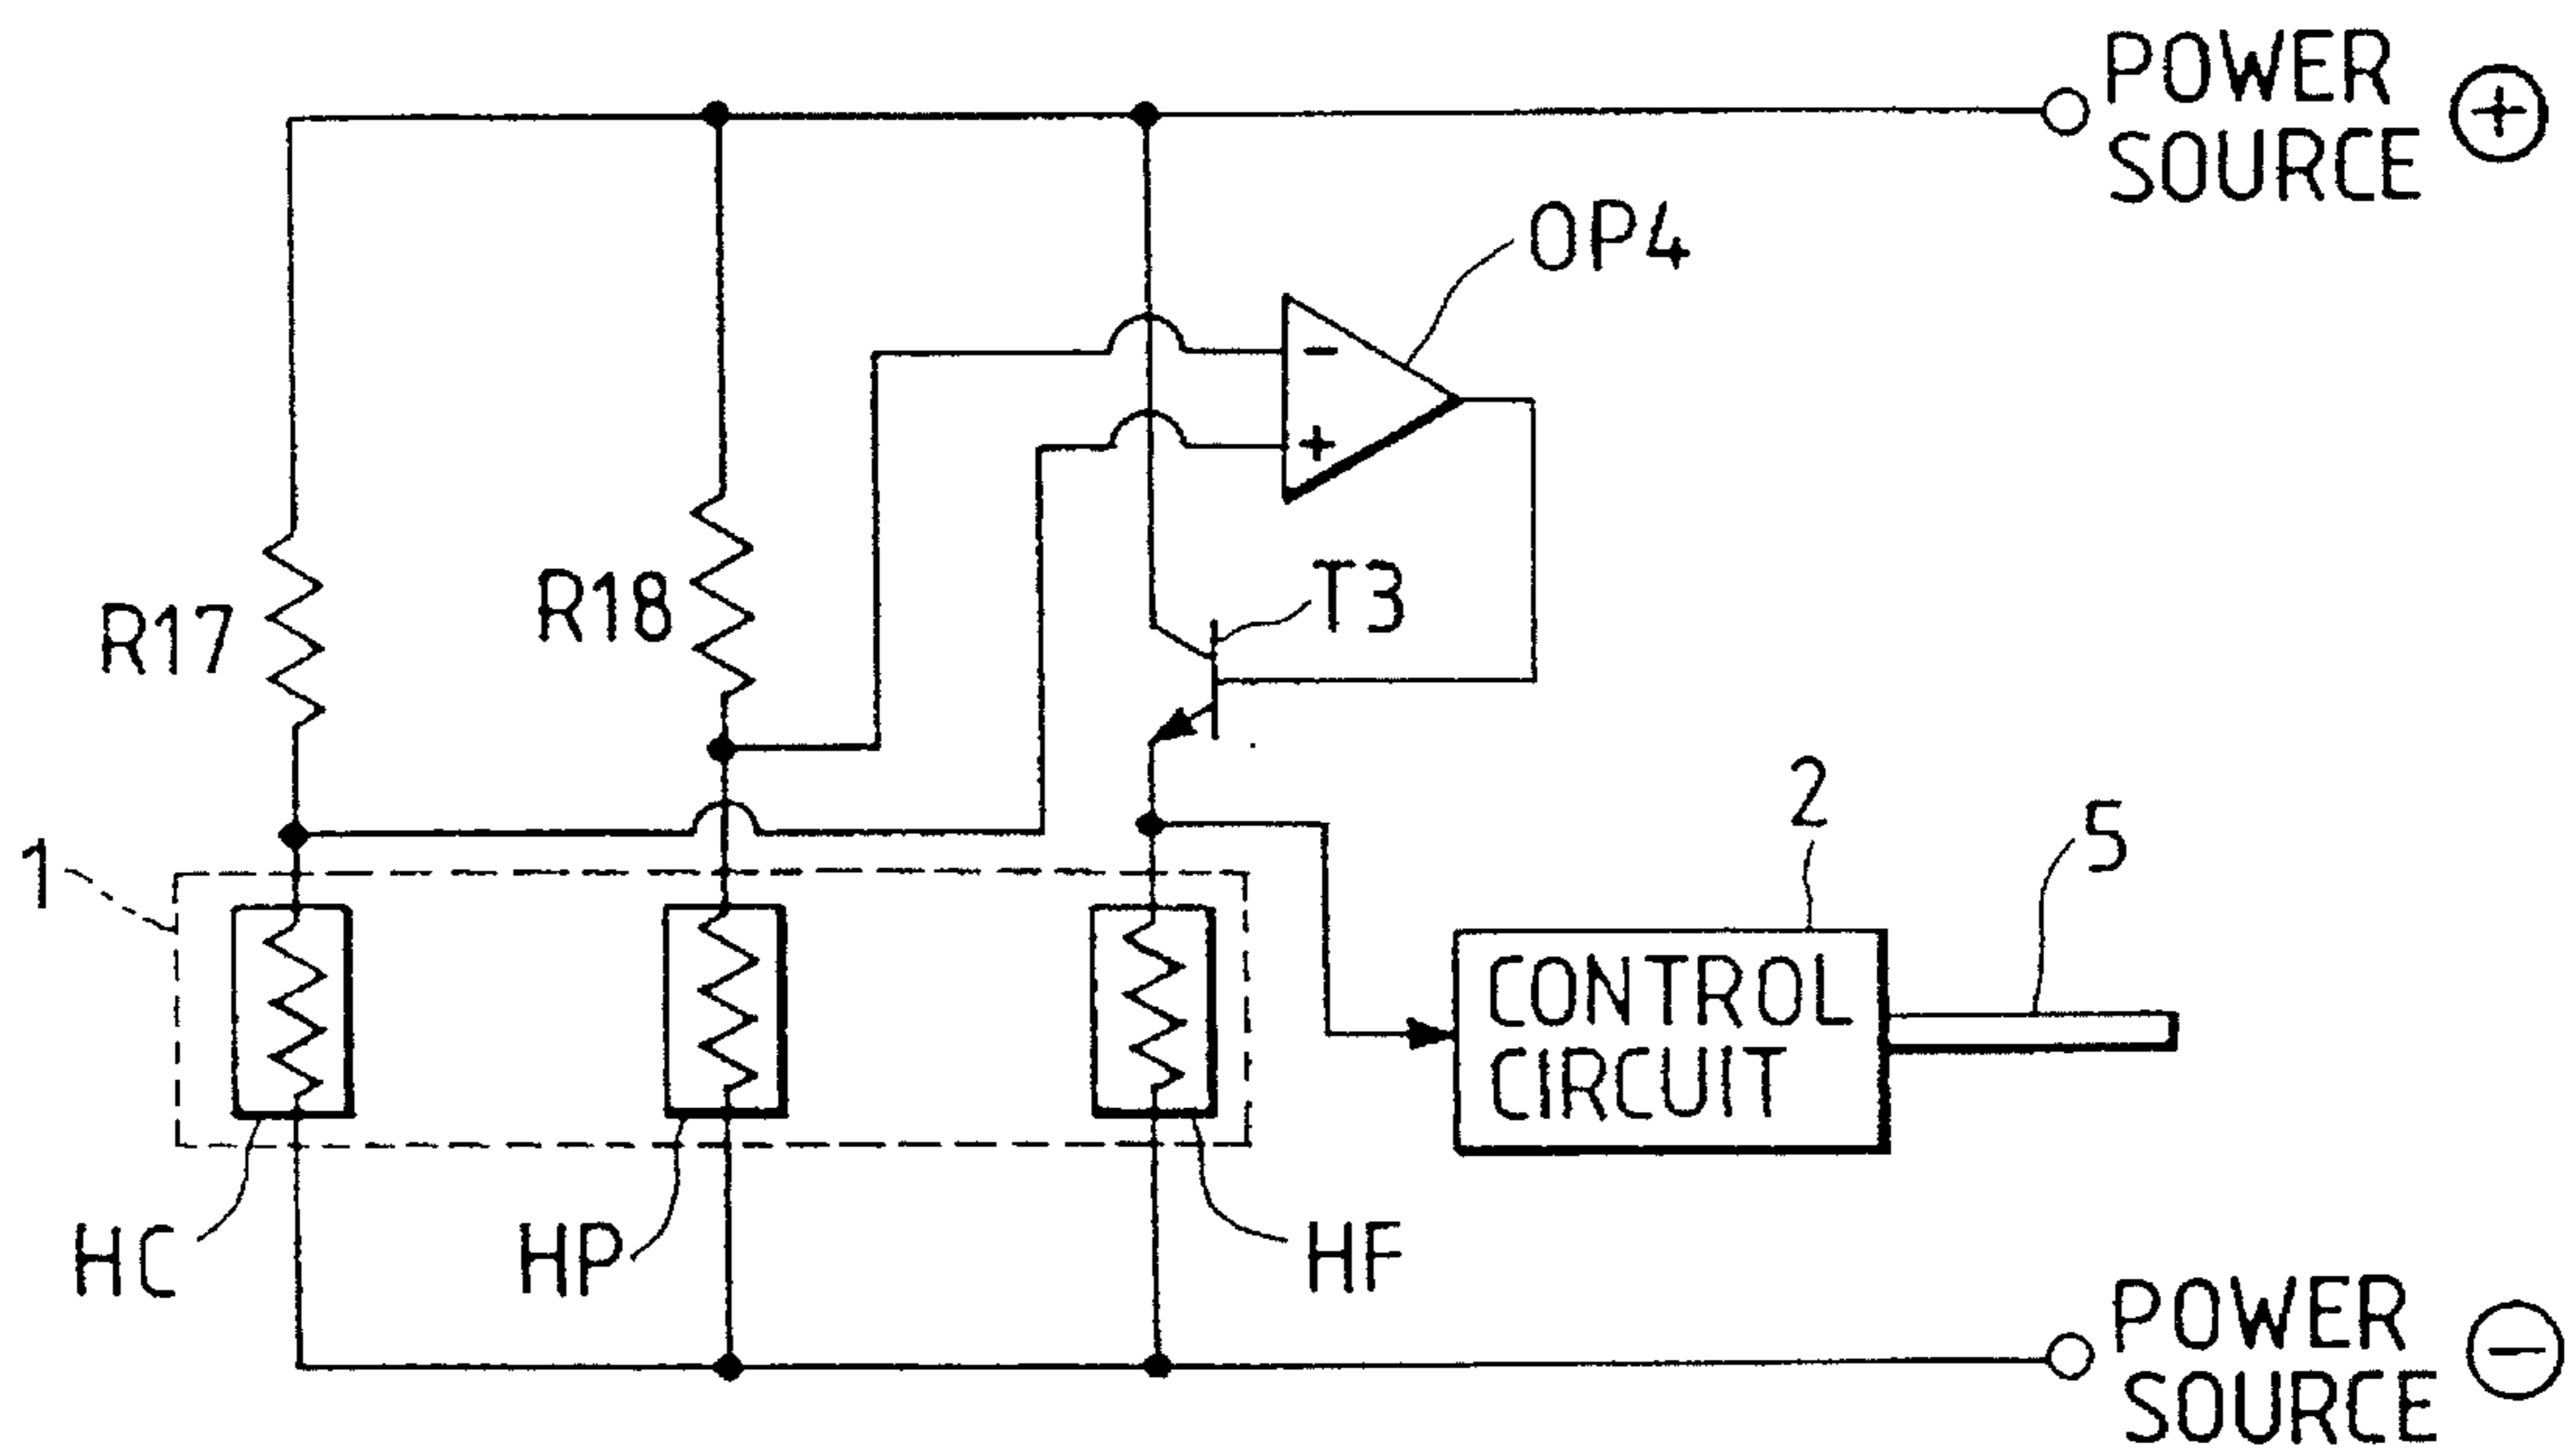 POWER
SOURCE
+
OP4
-
+
R17
R18
T3
1
2
5
CONTROL
CIRCUIT
HC
HP
HF
POWER
SOURCE
-